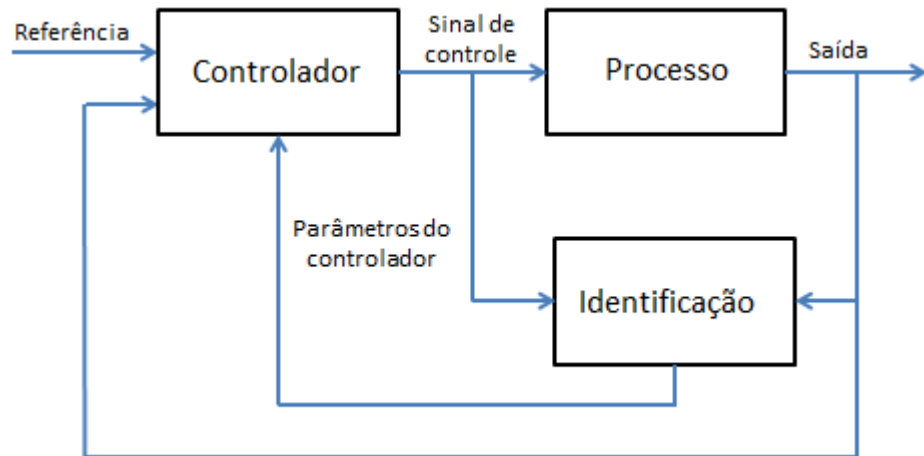 Referência
Controlador
Sinal de
controle
Processo
Saída
Parâmetros do
controlador
Identificação